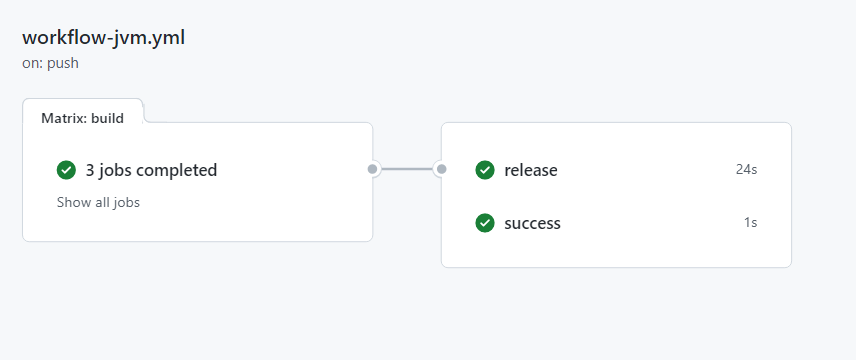 workflow-jvm.yml
on: push
Matrix: build
3 jobs completed
Show all jobs
release 24s
success 1s